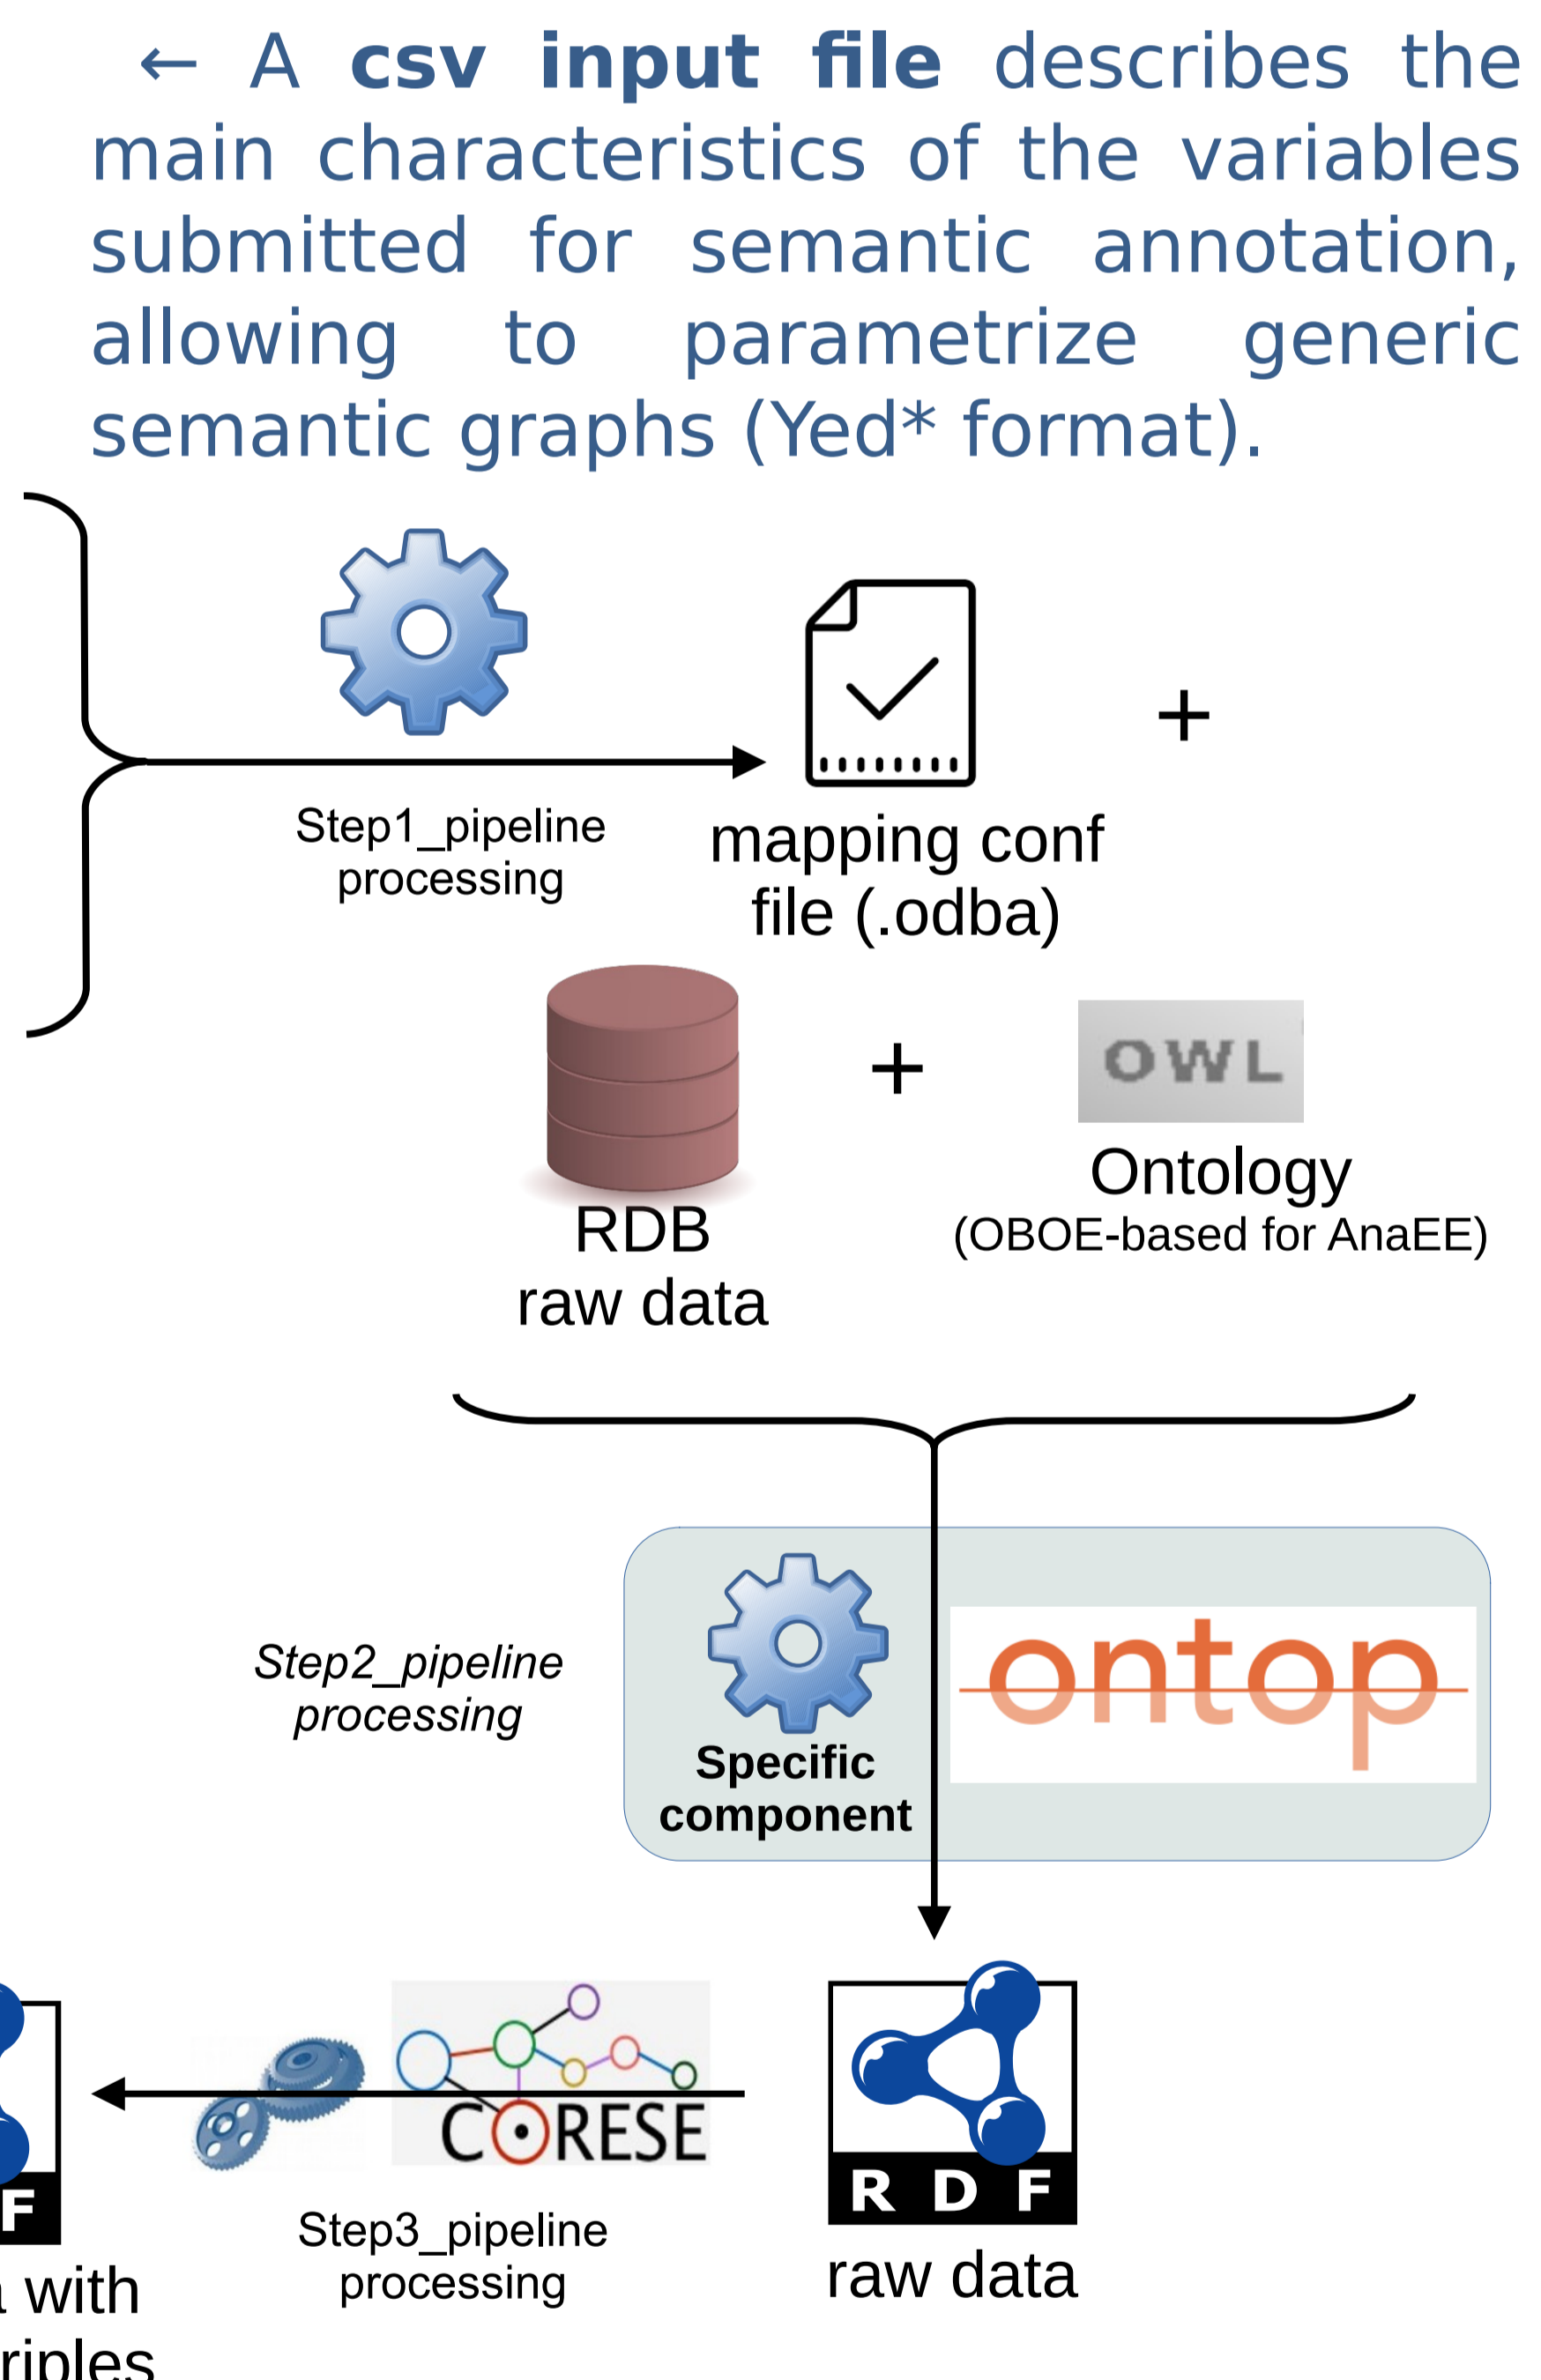 ← A csv input file describes the
main characteristics of the variables
submitted for semantic annotation,
allowing to parametrize generic
semantic graphs (Yed* format).
+
Step1_pipeline
processing
mapping conf
file (.odba)
+
OWL
Ontology
(OBOE-based for AnaEE)
RDB
raw data
ontop
Step2_pipeline
processing
Specific
component
CORESE
RDF
F
Step3_pipeline
processing
raw data
with